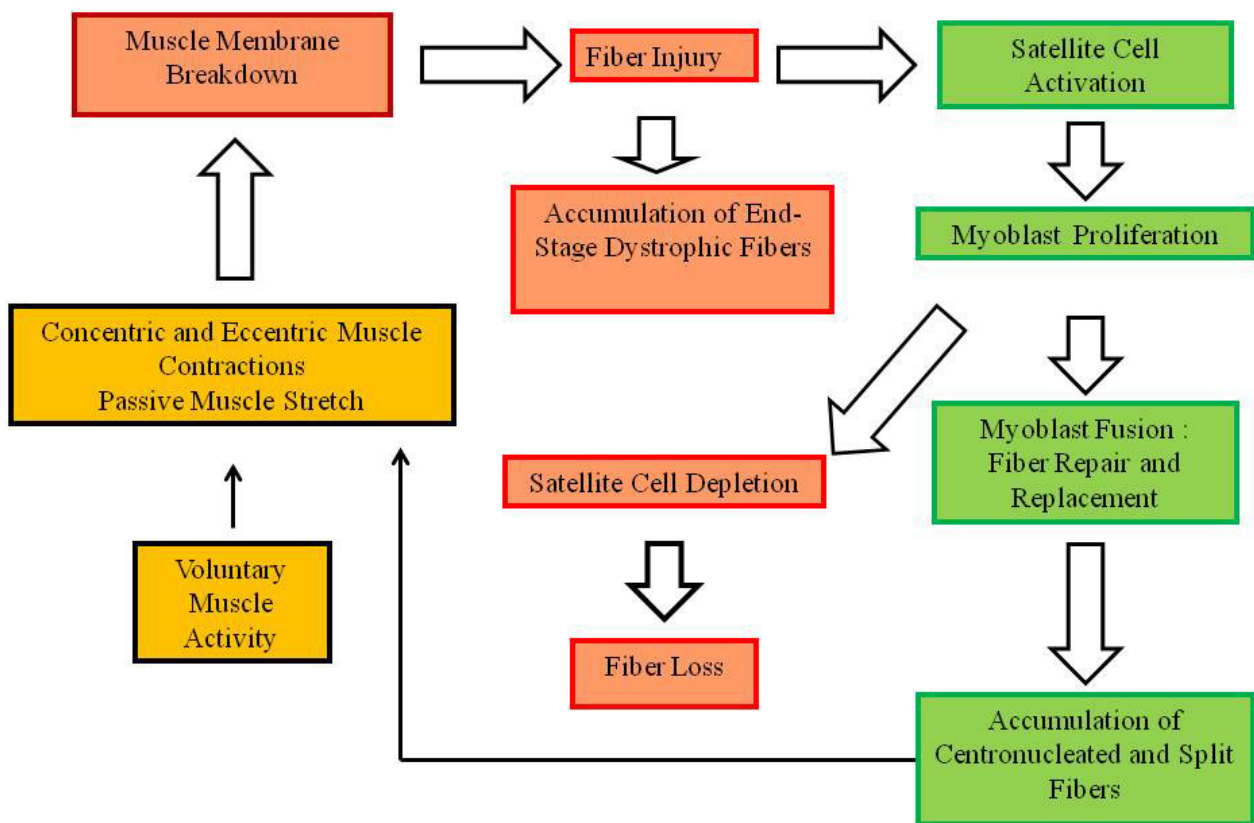 Muscle Membrane
Breakdown
Fiber Injury
Satellite Cell
Activation
Accumulation of End-
Stage Dystrophic Fibers
Myoblast Proliferation
Concentric and Eccentric Muscle
Contractions
Passive Muscle Stretch
Satellite Cell Depletion
Myoblast Fusion :
Fiber Repair and
Replacement
Voluntary
Muscle
Activity
Fiber Loss
Accumulation of
Centronucleated and Split
Fibers